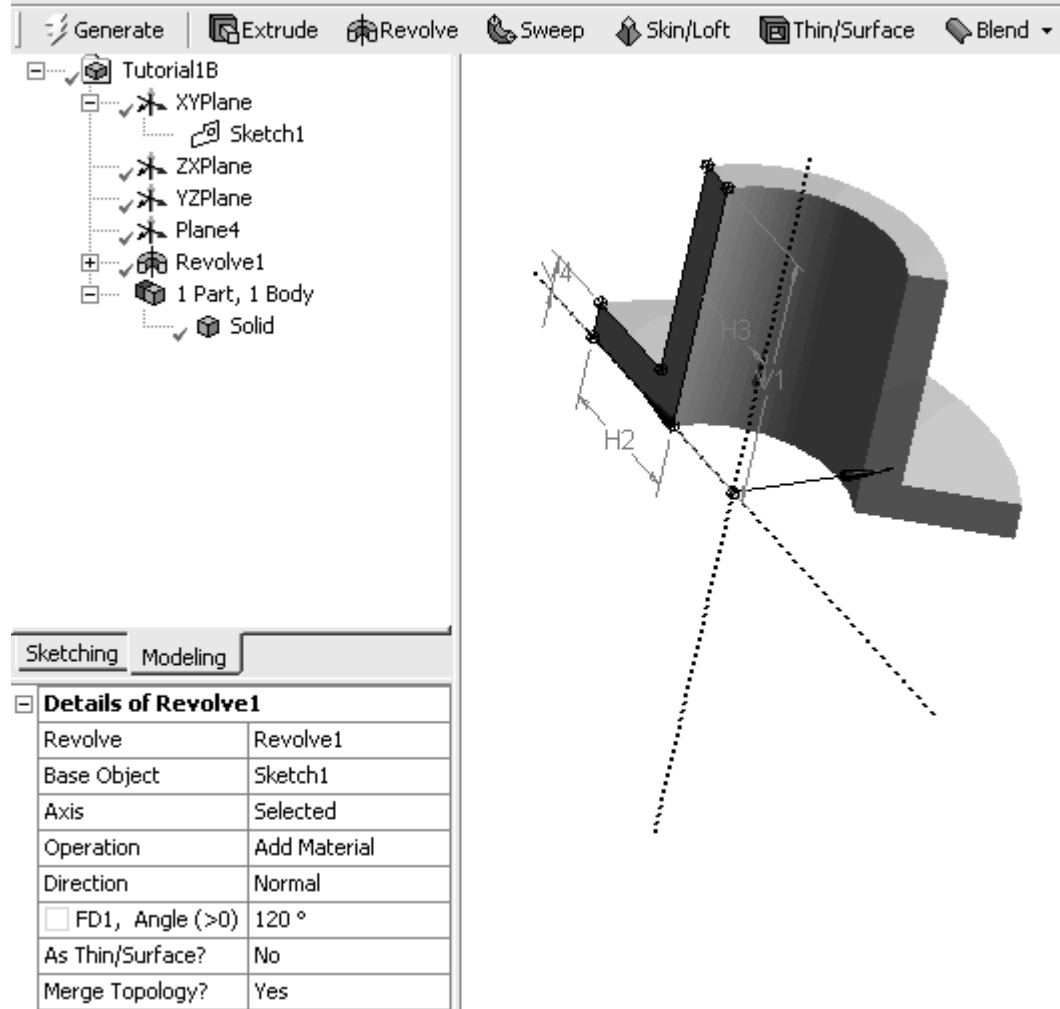 Generate Extrude Revolve Sweep Skin/Loft Thin/Surface Blend
Tutorial1B
XYPlane
Sketch1
ZXPlane
YZPlane
Plane4
Revolve1
1 Part, 1 Body
Solid
H3
V1
H2
Sketching Modeling
Details of Revolve1
Revolve Revolve1
Base Object Sketch1
Axis Selected
Operation Add Material
Direction Normal
FD1, Angle (>0) 120 °
As Thin/Surface? No
Merge Topology? Yes